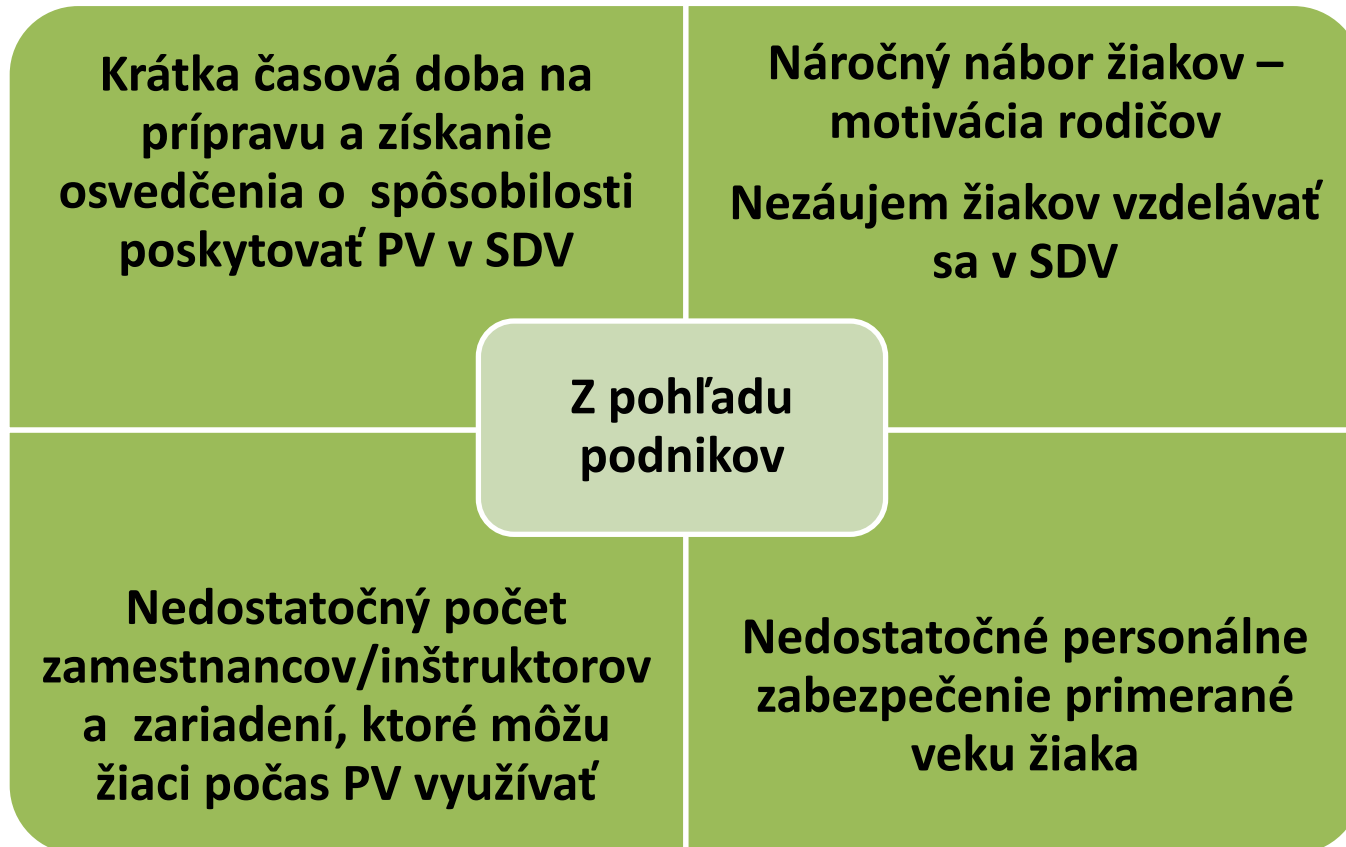 Krátka časová doba na
prípravu a získanie
osvedčenia o spôsobilosti
poskytovať PV v SDV
Náročný nábor žiakov –
motivácia rodičov
Nezáujem žiakov vzdelávať
sa v SDV
Z pohľadu
podnikov
Nedostatočný počet
zamestnancov/inštruktorov
a zariadení, ktoré môžu
žiaci počas PV využívať
Nedostatočné personálne
zabezpečenie primerané
veku žiaka